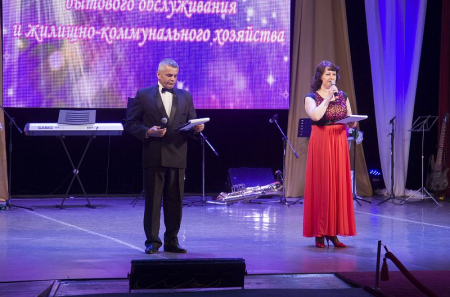 бытового обслуживания
и жилищно-коммунального хозяйства